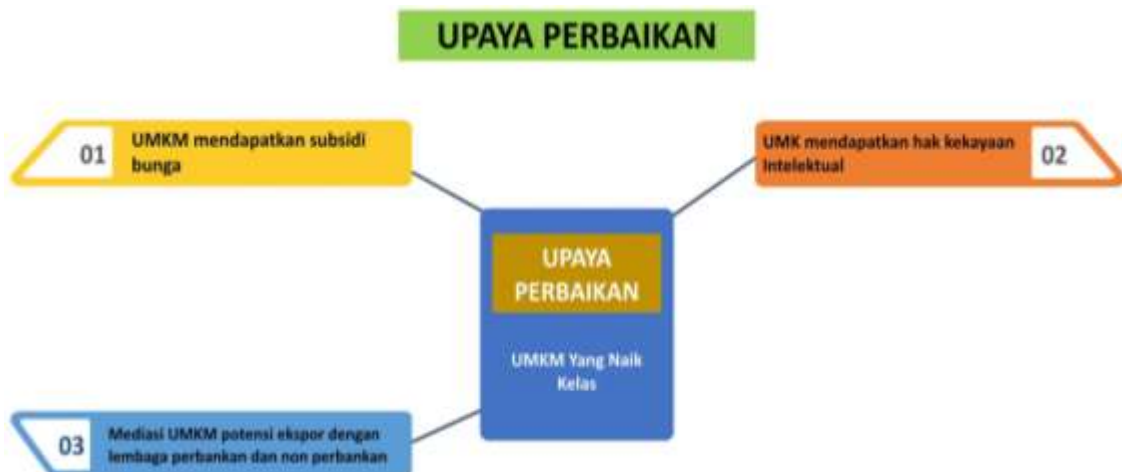 UPAYA PERBAIKAN
01
UMKM mendapatkan subsidi
bunga
UMK mendapatkan hak kekayaan
Intelektual
02
UPAYA
PERBAIKAN
UMKM Yang Naik
Kelas
03
Mediasi UMKM potensi ekspor dengan
lembaga perbankan dan non perbankan